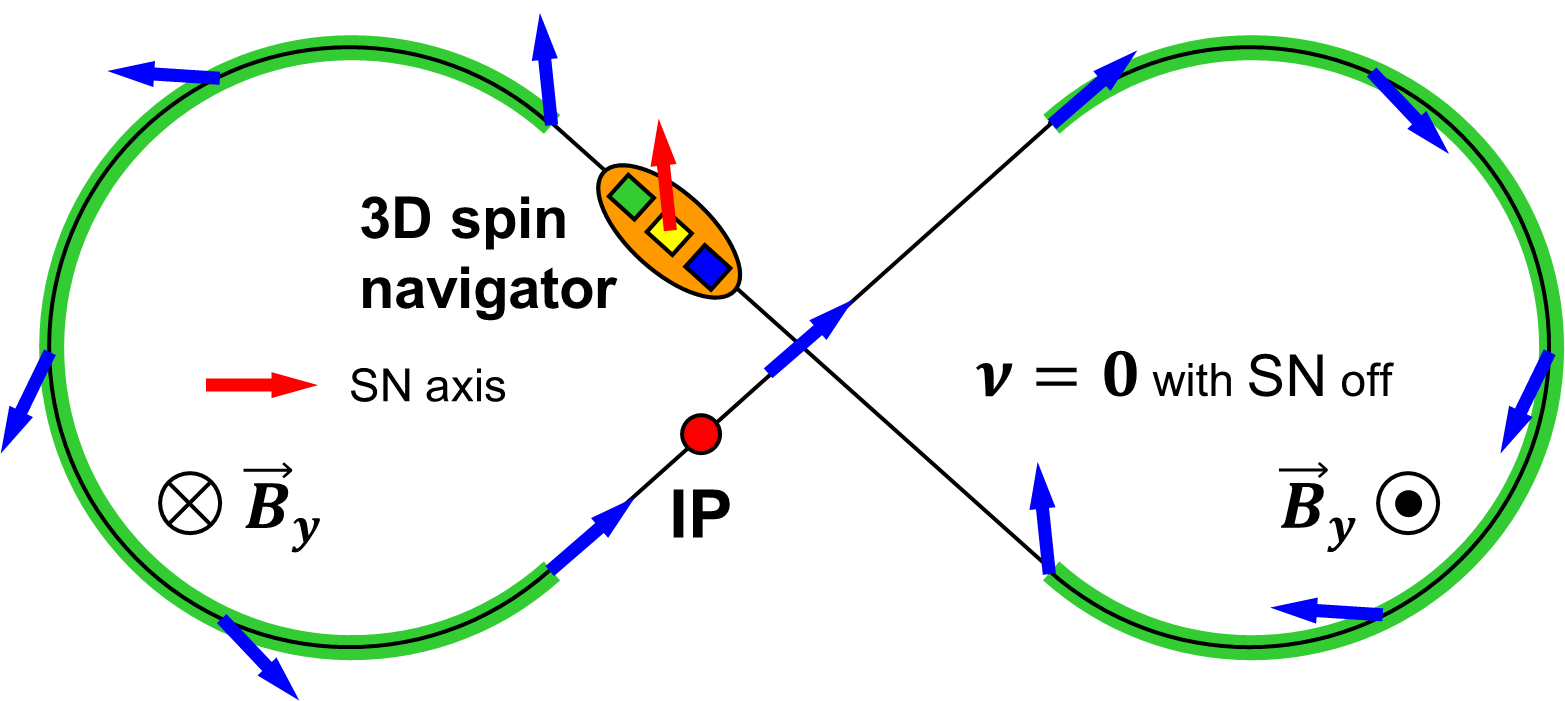 3D spin
navigator
SN axis
ν = 0 with SN off
B⃗y
B⃗y
IP